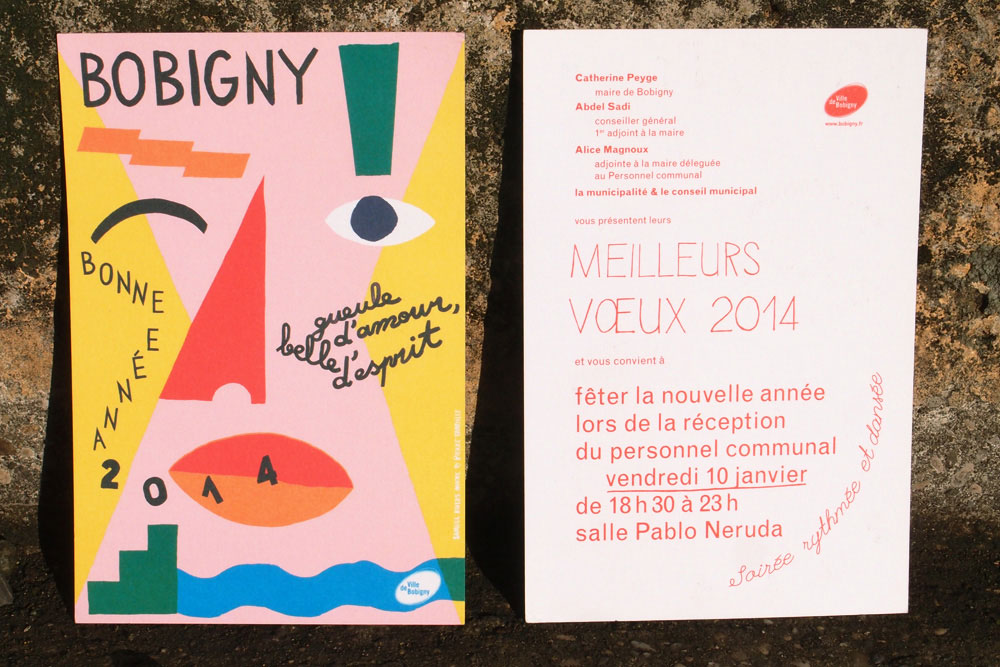 BOBIGNY
BONNE
ANNÉE
2014
gueule
d'amour,
belle
d'esprit
Ville
de Bobigny
Catherine Peyge
maire de Bobigny
Abdel Sadi
conseiller général
1er adjoint à la maire
Alice Magnoux
adjointe à la maire déléguée
au Personnel communal
la municipalité & le conseil municipal
Ville
de Bobigny
www.bobigny.fr
vous présentent leurs
MEILLEURS
VŒUX 2014
et vous convient à
fêter la nouvelle année
lors de la réception
du personnel communal
vendredi 10 janvier
de 18 h 30 à 23 h
salle Pablo Neruda
Soirée rythmée et dansée